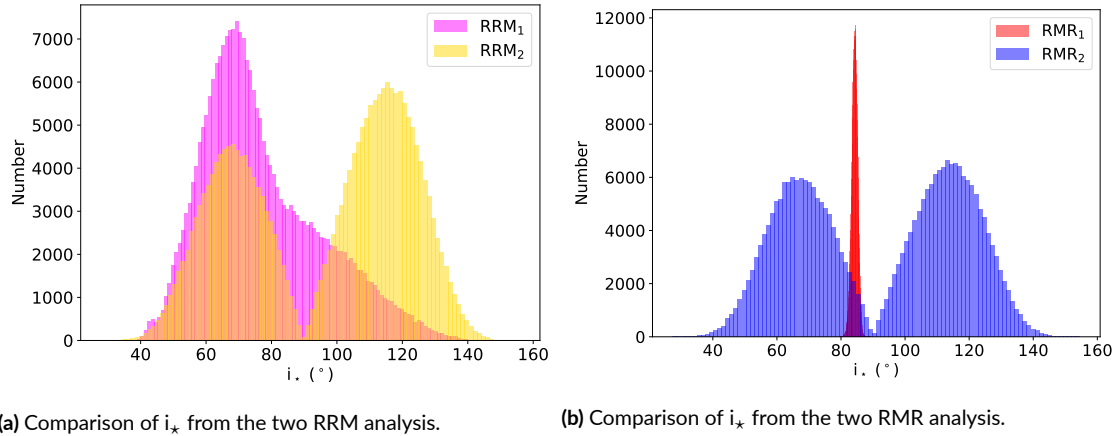 RRM₁
RRM₂
Number
7000
6000
5000
4000
3000
2000
1000
0
40 60 80 100 120 140 160
i⋆ (°)
(a) Comparison of i⋆ from the two RRM analysis.
RMR₁
RMR₂
Number
12000
10000
8000
6000
4000
2000
0
40 60 80 100 120 140 160
i⋆ (°)
(b) Comparison of i⋆ from the two RMR analysis.